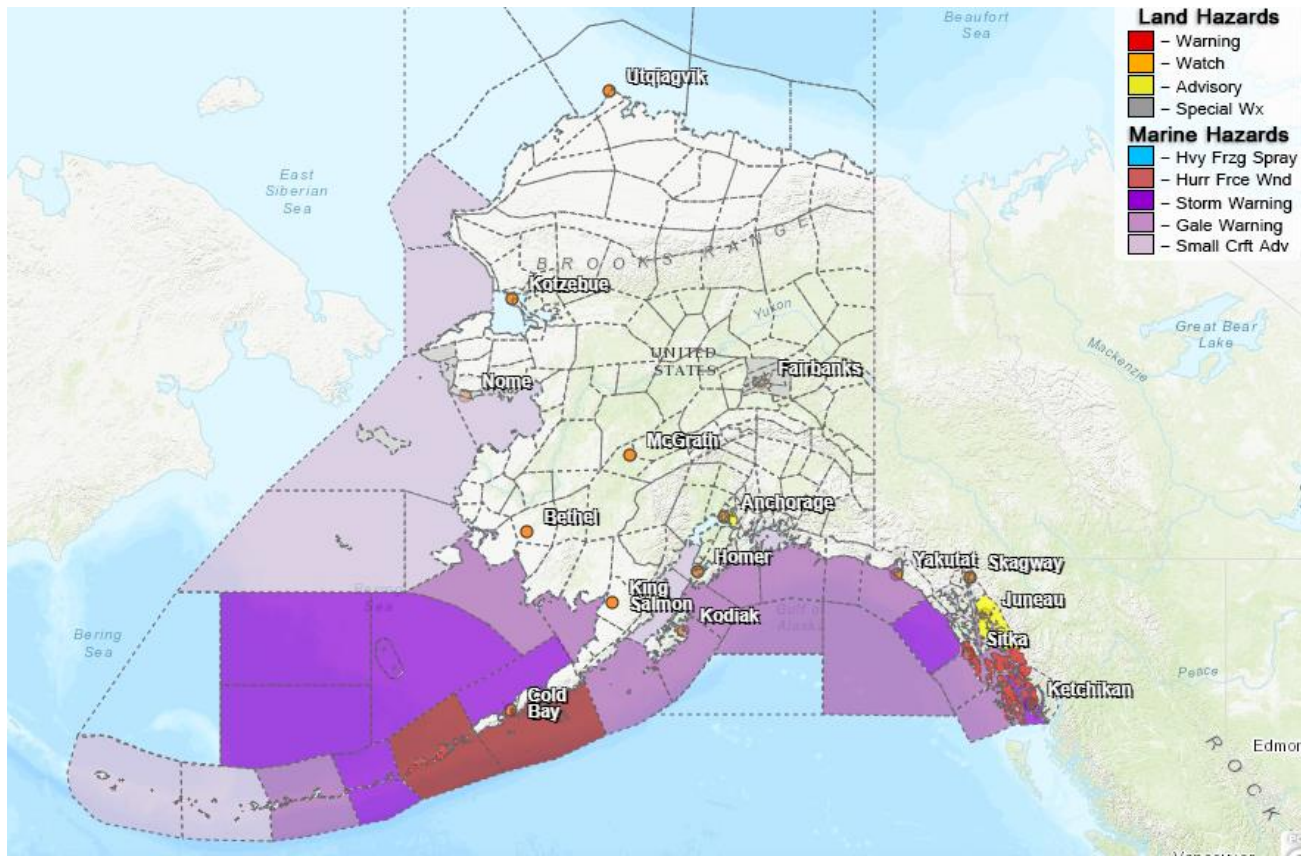 Beaufort
Sea
Land Hazards
– Warning
– Watch
– Advisory
– Special Wx
Marine Hazards
– Hvy Frzg Spray
– Hurr Frce Wnd
– Storm Warning
– Gale Warning
– Small Crft Adv
Utqiagvik
East
Siberian
Sea
BROOKS RANGE
Kotzebue
Yukon
Great Bear
Lake
Mackenzie
UNITED
STATES
Fairbanks
Nome
McGrath
Anchorage
Bethel
Homer
Yakutat
Skagway
King
Salmon
Kodiak
Gulf of
Alaska
Juneau
Sitka
Bering
Sea
Sea
Peace
Ketchikan
Cold
Bay
ROCK
Edmon